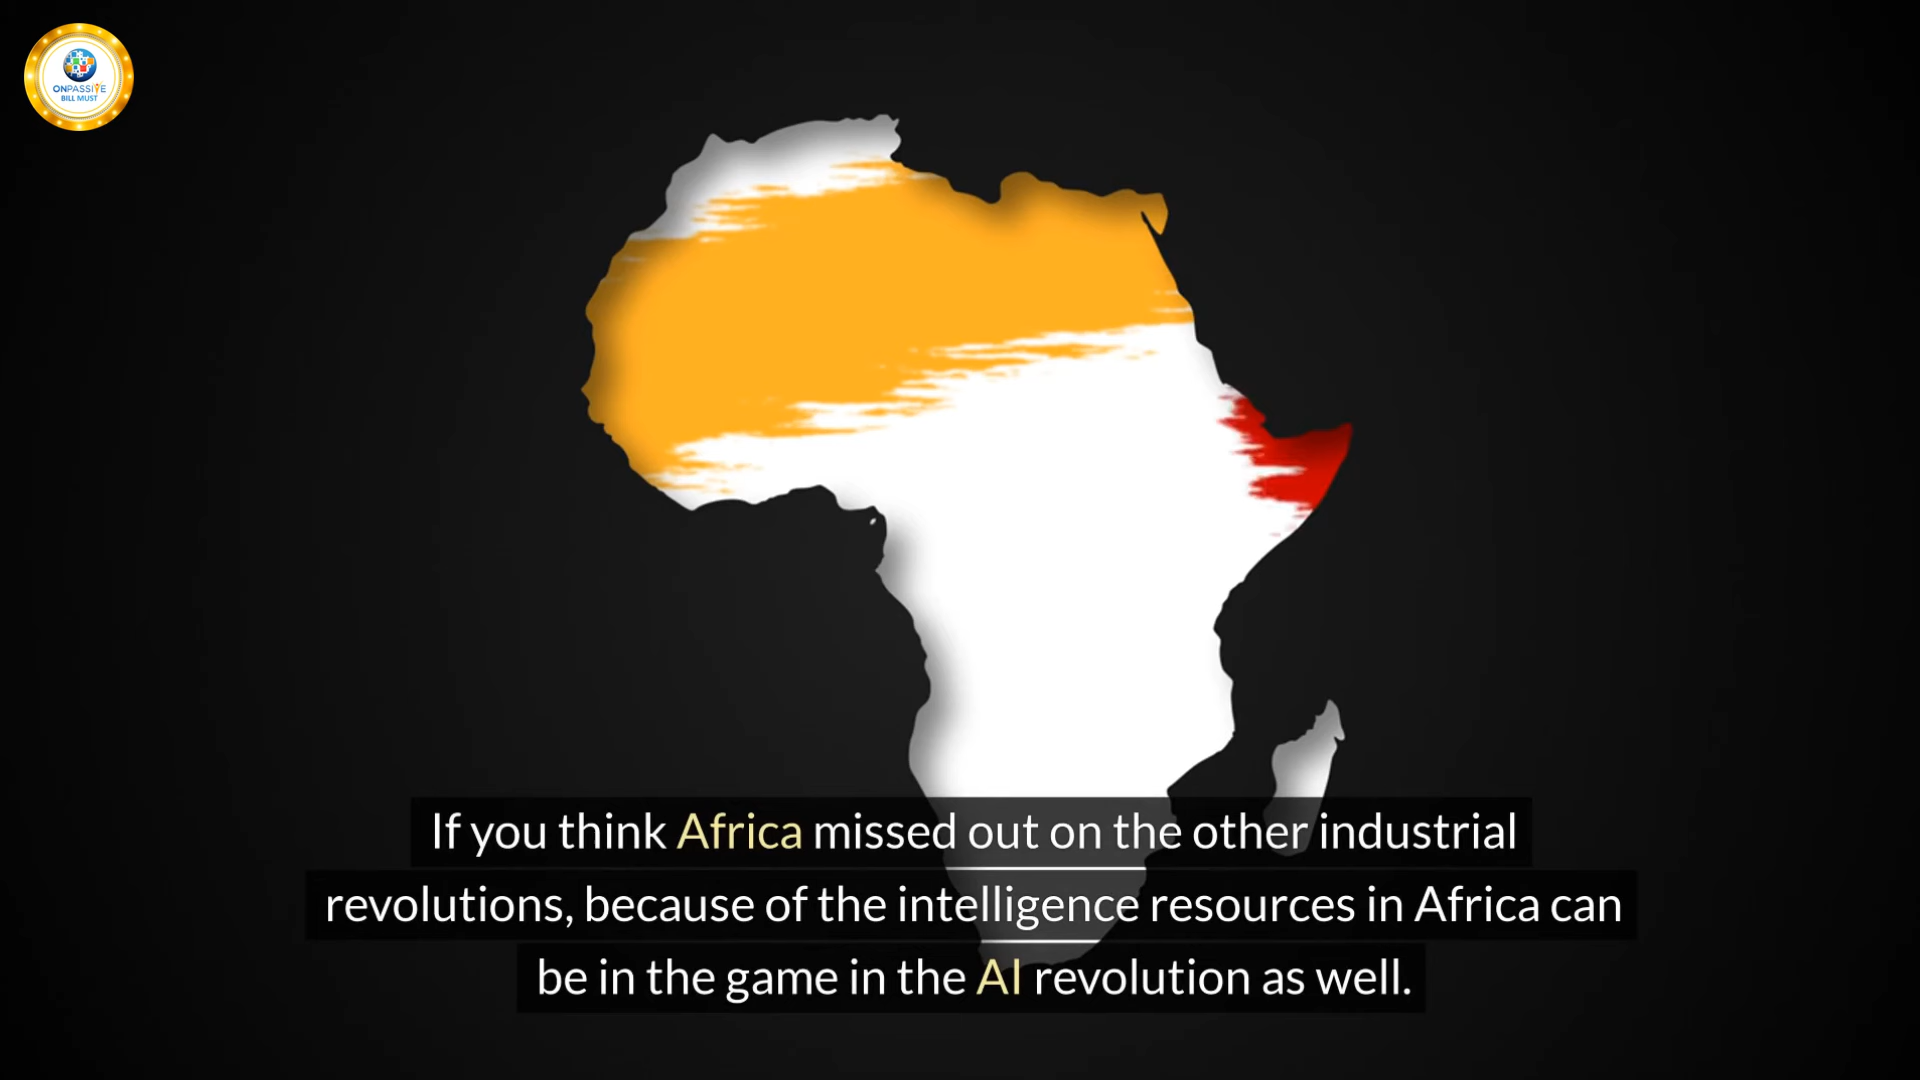 ONPASSIVE
BILL MUST
If you think Africa missed out on the other industrial
revolutions, because of the intelligence resources in Africa can
be in the game in the AI revolution as well.